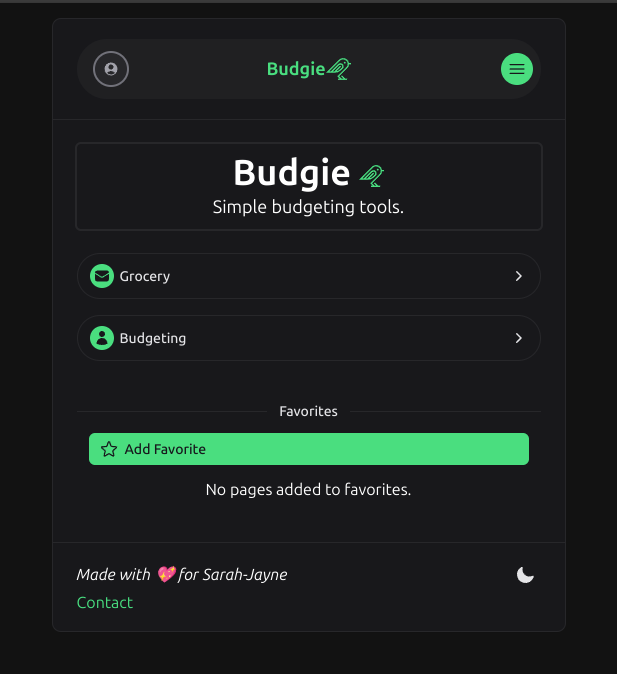 Budgie
Budgie
Simple budgeting tools.
Grocery
Budgeting
Favorites
Add Favorite
No pages added to favorites.
Made with 💖 for Sarah-Jayne
Contact